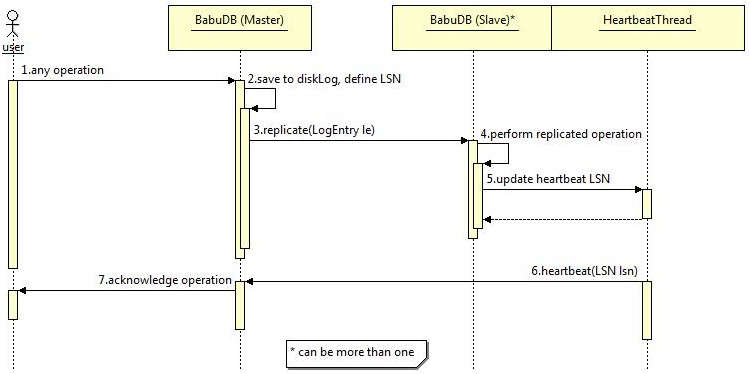 BabuDB (Master)
BabuDB (Slave)*
HeartbeatThread
user
1.any operation
2.save to diskLog, define LSN
3.replicate(LogEntry le)
4.perform replicated operation
5.update heartbeat LSN
6.heartbeat(LSN lsn)
7.acknowledge operation
* can be more than one